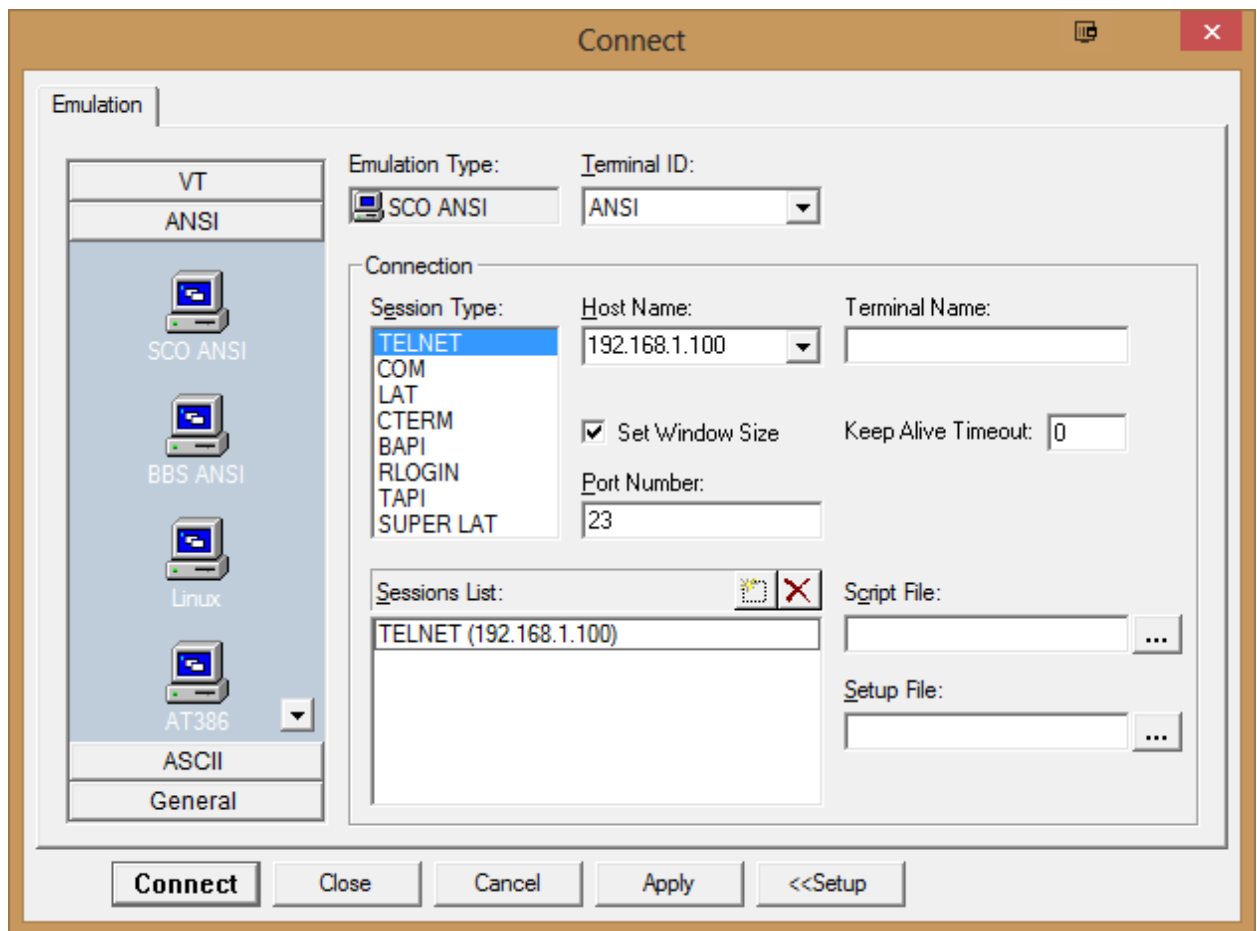 Connect
Emulation
VT
ANSI
SCO ANSI
BBS ANSI
Linux
AT386
ASCII
General
Emulation Type:
SCO ANSI
Terminal ID:
ANSI
Connection
Session Type:
TELNET
COM
LAT
CTERM
BAPI
RLOGIN
TAPI
SUPER LAT
Host Name:
192.168.1.100
Terminal Name:
Set Window Size
Keep Alive Timeout: 0
Port Number:
23
Sessions List:
TELNET (192.168.1.100)
Script File:
...
Setup File:
...
Connect
Close
Cancel
Apply
<<Setup